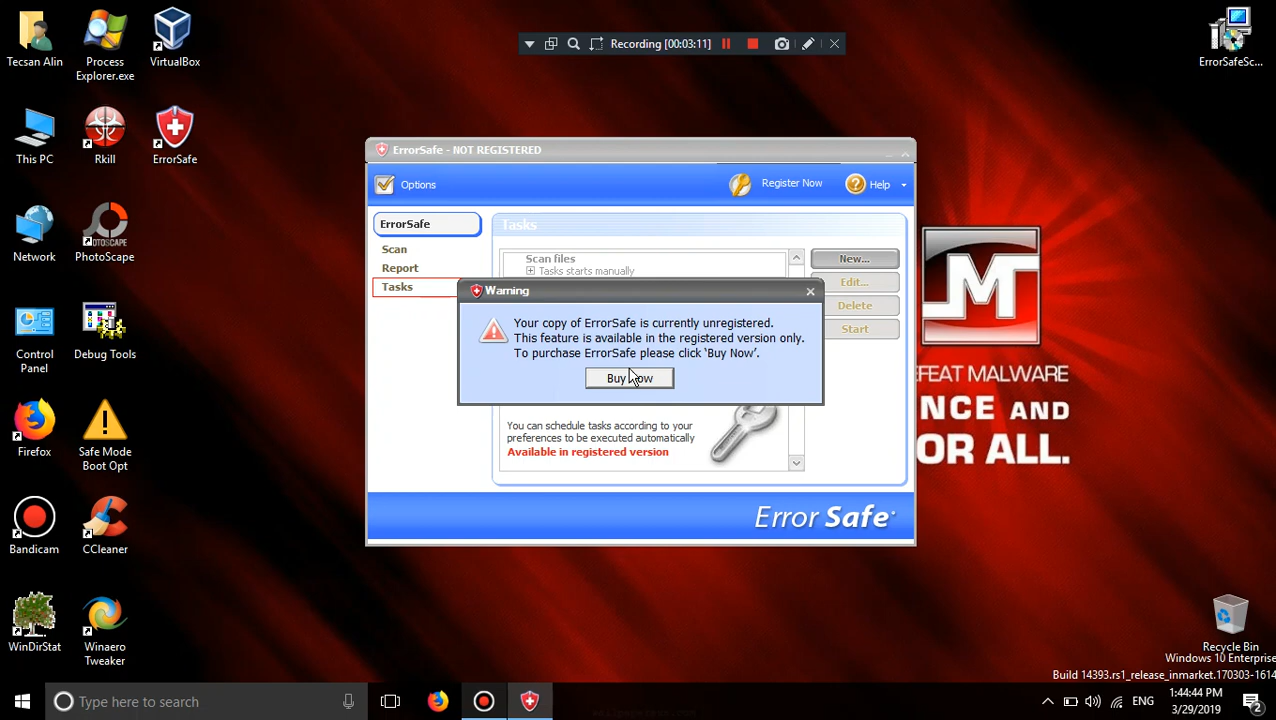 Recording [00:03:11]
Tecsan Alin
Process
Explorer.exe
VirtualBox
ErrorSafeSc...
This PC
Rkill
ErrorSafe
Network
PHOTOSCAPE
PhotoScape
Control
Panel
Debug Tools
Firefox
Safe Mode
Boot Opt
Bandicam
CCleaner
WinDirStat
Winaero
Tweaker
ErrorSafe - NOT REGISTERED
Options
Register Now
Help
ErrorSafe
Scan
Report
Tasks
Tasks
Scan files
Tasks starts manually
New...
Edit...
Delete
Start
Warning
Your copy of ErrorSafe is currently unregistered.
This feature is available in the registered version only.
To purchase ErrorSafe please click 'Buy Now'.
Buy Now
You can schedule tasks according to your
preferences to be executed automatically
Available in registered version
Error Safe
M
EFEAT MALWARE
NCE AND
OR ALL.
Recycle Bin
Windows 10 Enterprise
Build 14393.rs1_release_inmarket.170303-1614
Type here to search
ENG
1:44:44 PM
3/29/2019
2